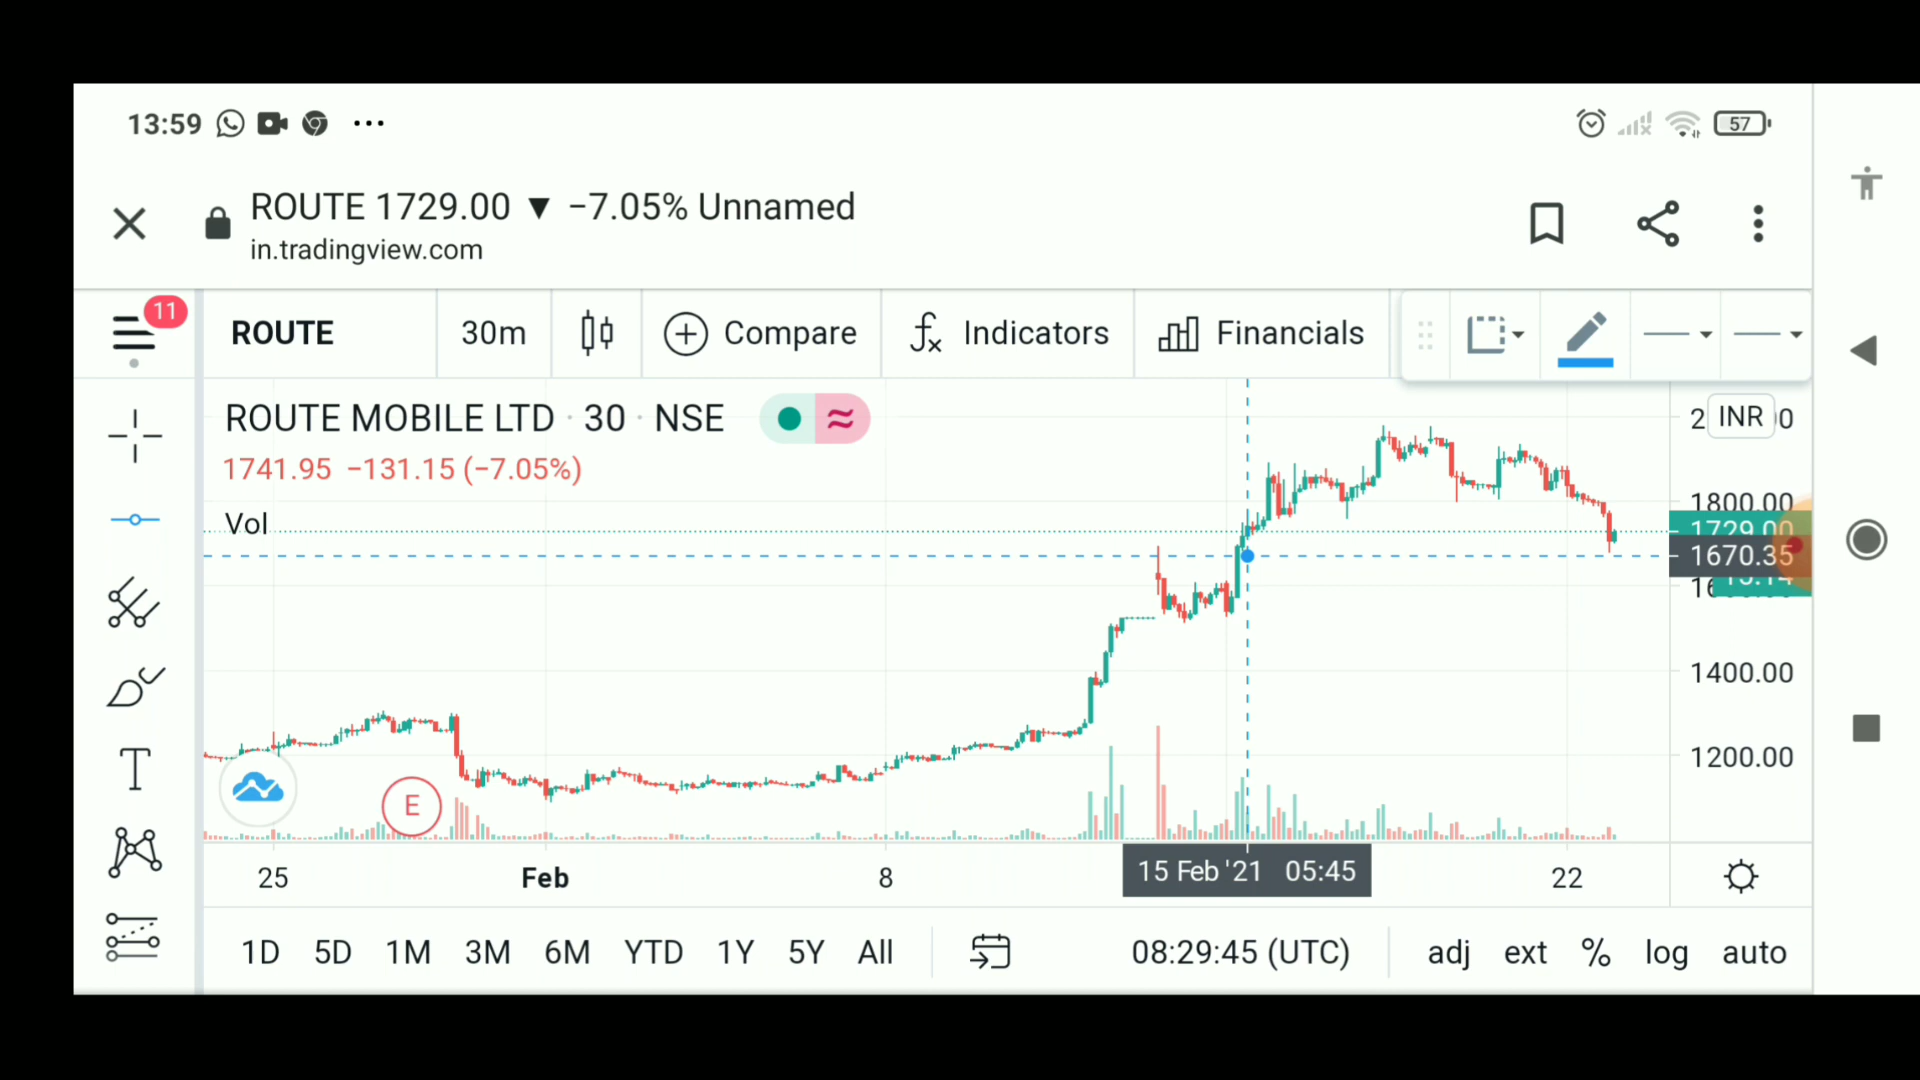 13:59
57
ROUTE 1729.00 ▼ −7.05% Unnamed
in.tradingview.com
11
ROUTE 30m Compare Indicators Financials
ROUTE MOBILE LTD · 30 · NSE
INR
1741.95 −131.15 (−7.05%)
Vol
1800.00
1729.00
1670.35
1400.00
1200.00
E
25 Feb 8 15 Feb '21 05:45 22
1D 5D 1M 3M 6M YTD 1Y 5Y All 08:29:45 (UTC) adj ext % log auto